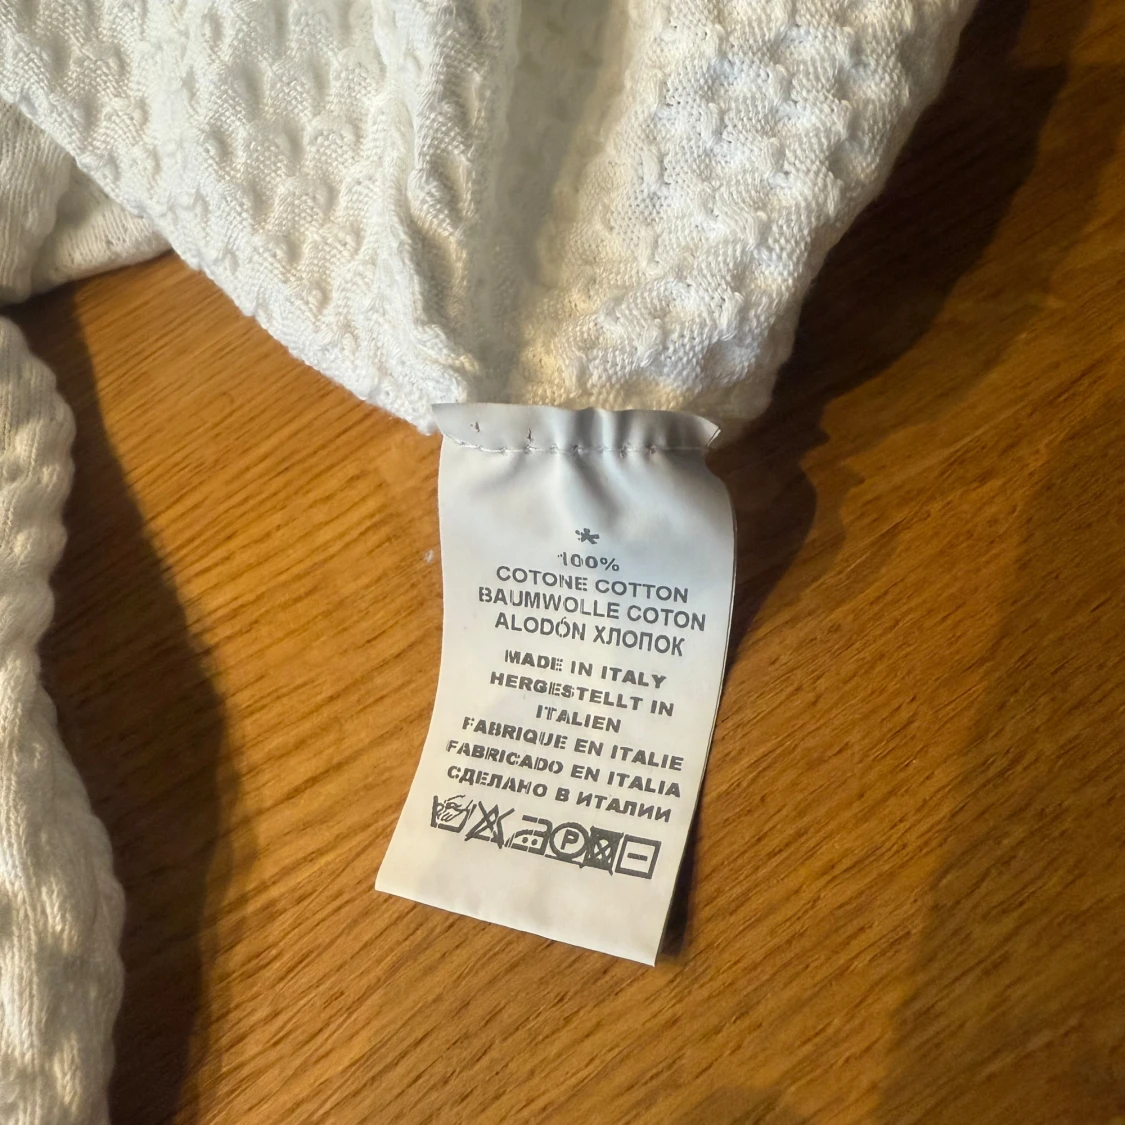 *
100%
COTONE COTTON
BAUMWOLLE COTON
ALODÓN ХЛОПОК
MADE IN ITALY
HERGESTELLT IN
ITALIEN
FABRIQUE EN ITALIE
FABRICADO EN ITALIA
СДЕЛАНО В ИТАЛИИ
P